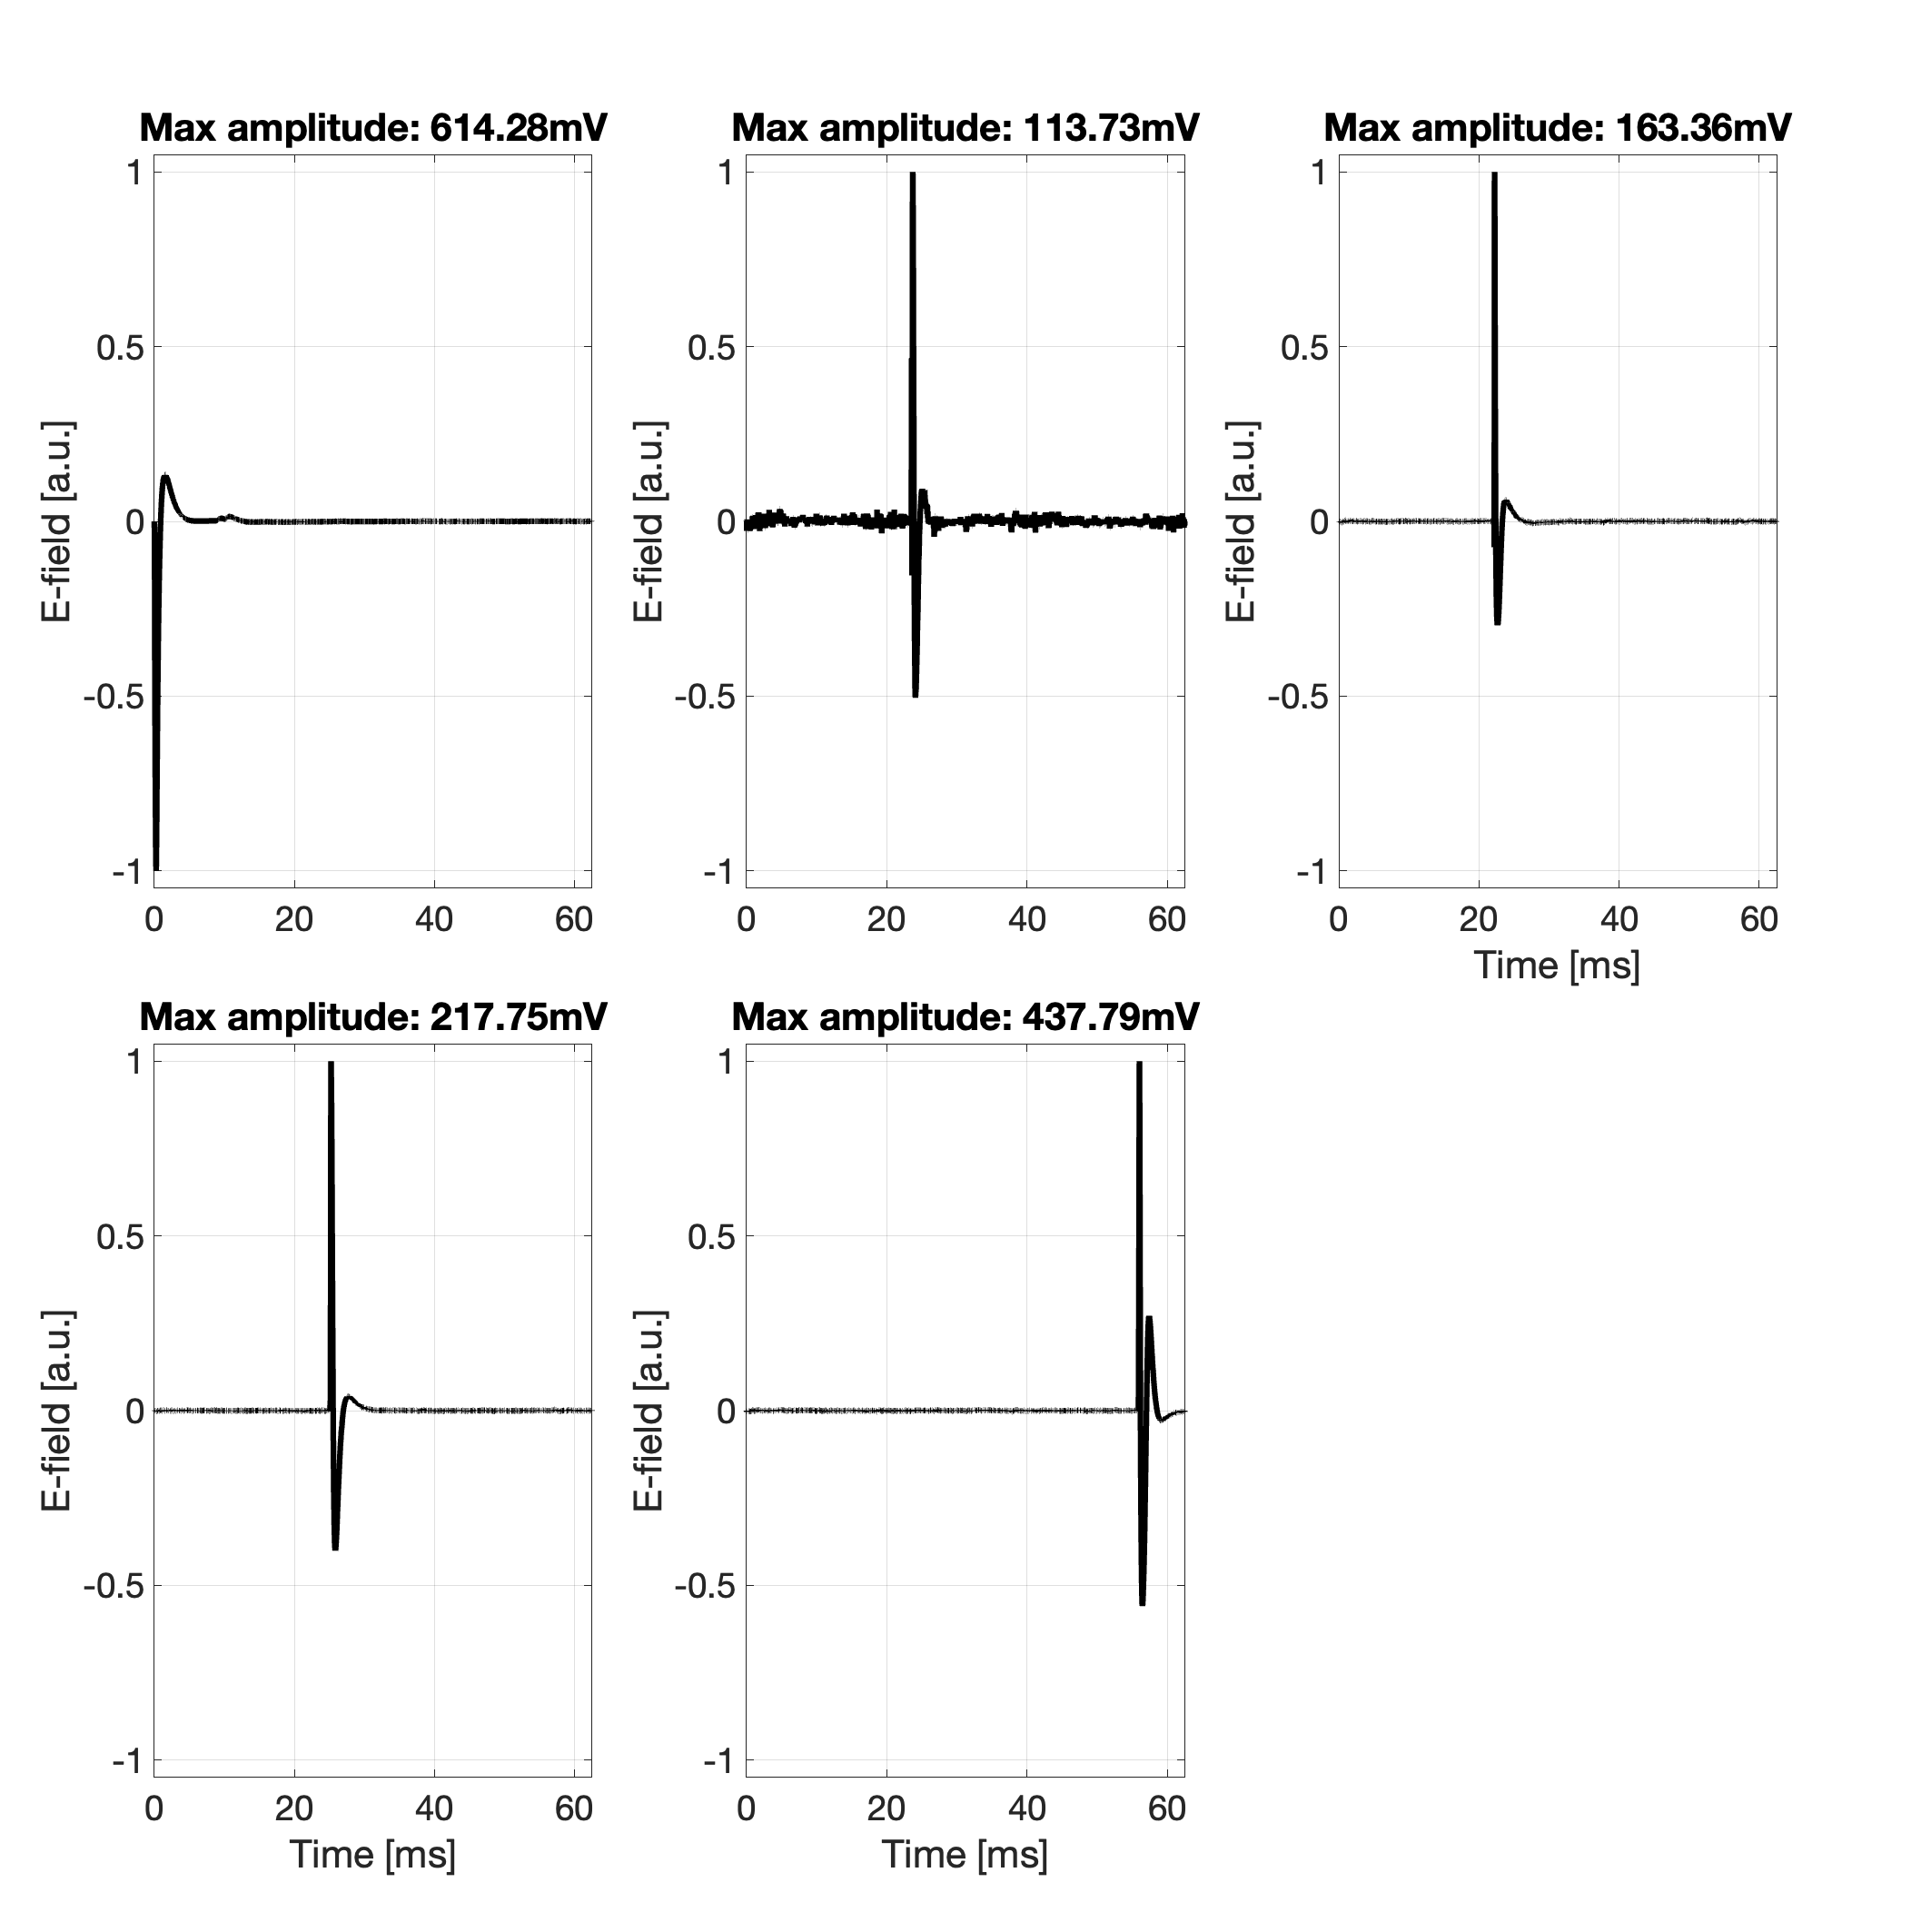 Max amplitude: 614.28mV
E-field [a.u.]
1
0.5
0
-0.5
-1
0 20 40 60
Max amplitude: 113.73mV
E-field [a.u.]
1
0.5
0
-0.5
-1
0 20 40 60
Max amplitude: 163.36mV
E-field [a.u.]
1
0.5
0
-0.5
-1
0 20 40 60
Time [ms]
Max amplitude: 217.75mV
E-field [a.u.]
1
0.5
0
-0.5
-1
0 20 40 60
Time [ms]
Max amplitude: 437.79mV
E-field [a.u.]
1
0.5
0
-0.5
-1
0 20 40 60
Time [ms]